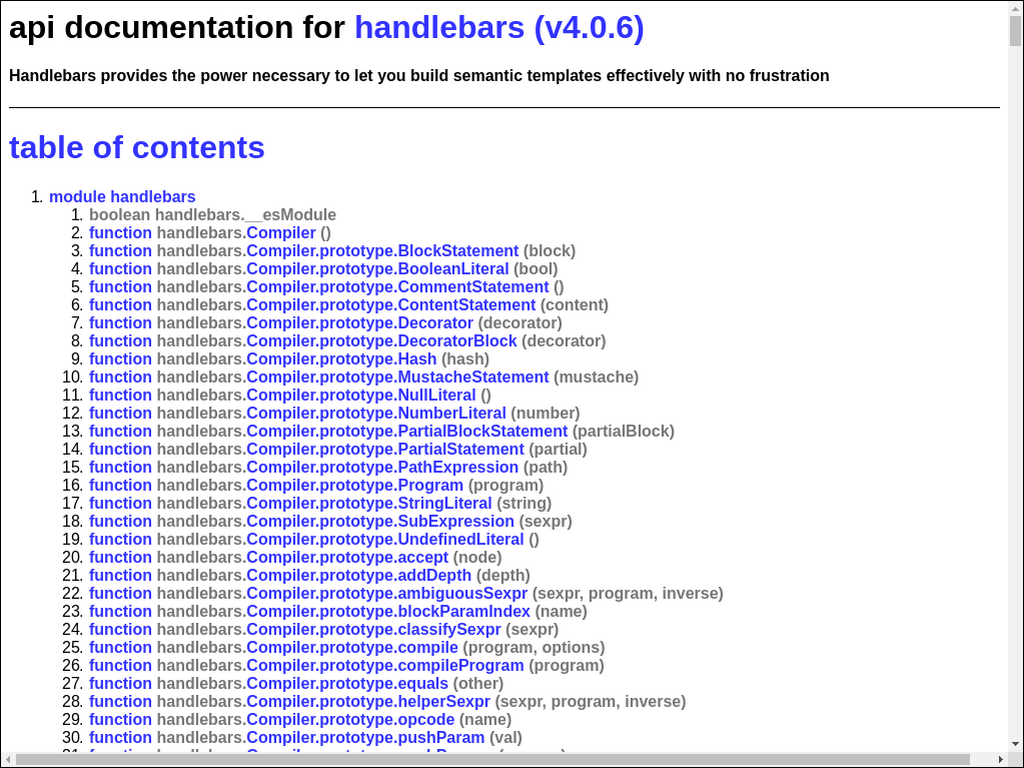 api documentation for handlebars (v4.0.6)
Handlebars provides the power necessary to let you build semantic templates effectively with no frustration
table of contents
1. module handlebars
1. boolean handlebars.__esModule
2. function handlebars.Compiler ()
3. function handlebars.Compiler.prototype.BlockStatement (block)
4. function handlebars.Compiler.prototype.BooleanLiteral (bool)
5. function handlebars.Compiler.prototype.CommentStatement ()
6. function handlebars.Compiler.prototype.ContentStatement (content)
7. function handlebars.Compiler.prototype.Decorator (decorator)
8. function handlebars.Compiler.prototype.DecoratorBlock (decorator)
9. function handlebars.Compiler.prototype.Hash (hash)
10. function handlebars.Compiler.prototype.MustacheStatement (mustache)
11. function handlebars.Compiler.prototype.NullLiteral ()
12. function handlebars.Compiler.prototype.NumberLiteral (number)
13. function handlebars.Compiler.prototype.PartialBlockStatement (partialBlock)
14. function handlebars.Compiler.prototype.PartialStatement (partial)
15. function handlebars.Compiler.prototype.PathExpression (path)
16. function handlebars.Compiler.prototype.Program (program)
17. function handlebars.Compiler.prototype.StringLiteral (string)
18. function handlebars.Compiler.prototype.SubExpression (sexpr)
19. function handlebars.Compiler.prototype.UndefinedLiteral ()
20. function handlebars.Compiler.prototype.accept (node)
21. function handlebars.Compiler.prototype.addDepth (depth)
22. function handlebars.Compiler.prototype.ambiguousSexpr (sexpr, program, inverse)
23. function handlebars.Compiler.prototype.blockParamIndex (name)
24. function handlebars.Compiler.prototype.classifySexpr (sexpr)
25. function handlebars.Compiler.prototype.compile (program, options)
26. function handlebars.Compiler.prototype.compileProgram (program)
27. function handlebars.Compiler.prototype.equals (other)
28. function handlebars.Compiler.prototype.helperSexpr (sexpr, program, inverse)
29. function handlebars.Compiler.prototype.opcode (name)
30. function handlebars.Compiler.prototype.pushParam (val)